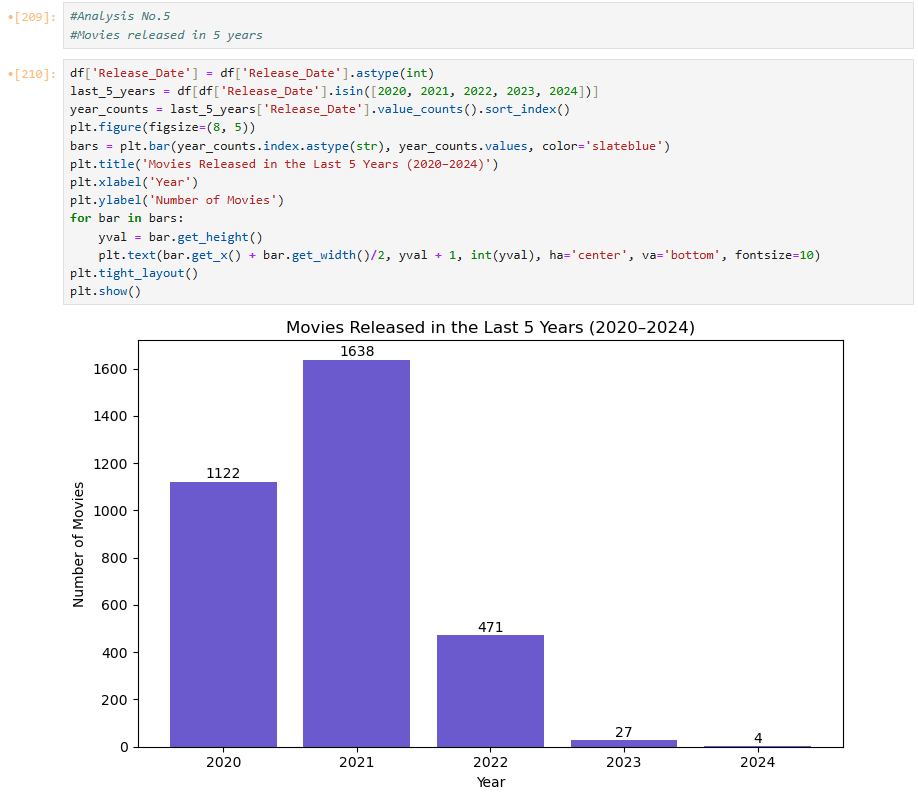 •[209]:
#Analysis No.5
#Movies released in 5 years
•[210]:
df['Release_Date'] = df['Release_Date'].astype(int)
last_5_years = df[df['Release_Date'].isin([2020, 2021, 2022, 2023, 2024])]
year_counts = last_5_years['Release_Date'].value_counts().sort_index()
plt.figure(figsize=(8, 5))
bars = plt.bar(year_counts.index.astype(str), year_counts.values, color='slateblue')
plt.title('Movies Released in the Last 5 Years (2020–2024)')
plt.xlabel('Year')
plt.ylabel('Number of Movies')
for bar in bars:
    yval = bar.get_height()
    plt.text(bar.get_x() + bar.get_width()/2, yval + 1, int(yval), ha='center', va='bottom', fontsize=10)
plt.tight_layout()
plt.show()
Movies Released in the Last 5 Years (2020–2024)
Number of Movies
1600
1400
1200
1000
800
600
400
200
0
1122
1638
471
27
4
2020
2021
2022
2023
2024
Year